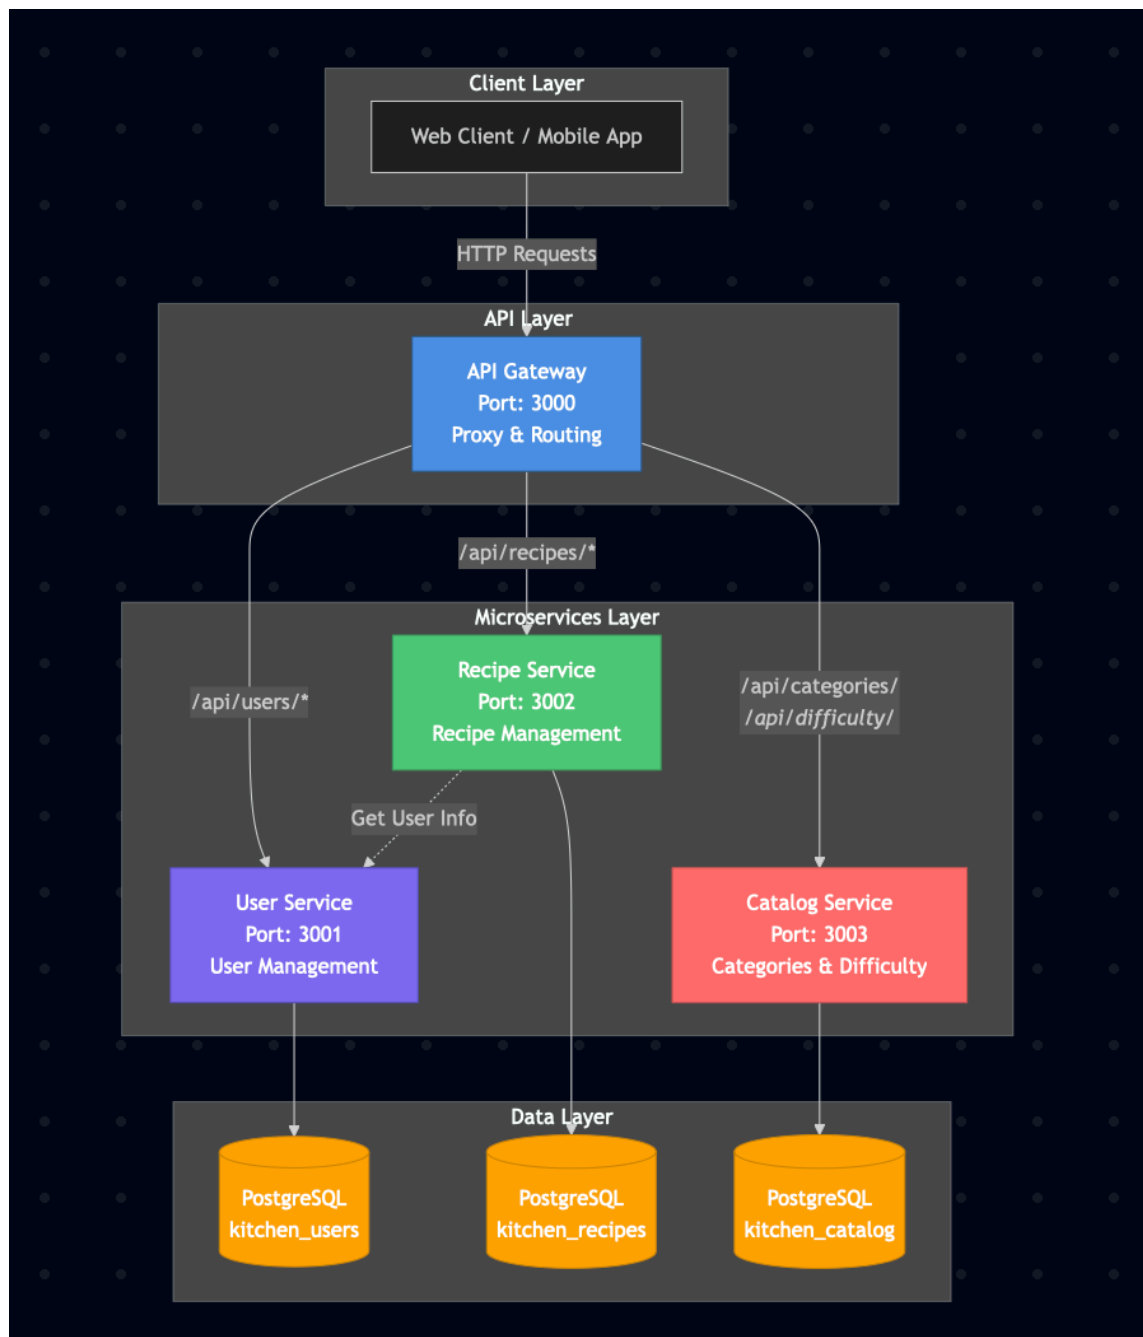 Client Layer
Web Client / Mobile App
HTTP Requests
API Layer
API Gateway
Port: 3000
Proxy & Routing
/api/recipes/*
Microservices Layer
Recipe Service
Port: 3002
Recipe Management
/api/users/*
/api/categories/
/api/difficulty/
Get User Info
User Service
Port: 3001
User Management
Catalog Service
Port: 3003
Categories & Difficulty
Data Layer
PostgreSQL
kitchen_users
PostgreSQL
kitchen_recipes
PostgreSQL
kitchen_catalog